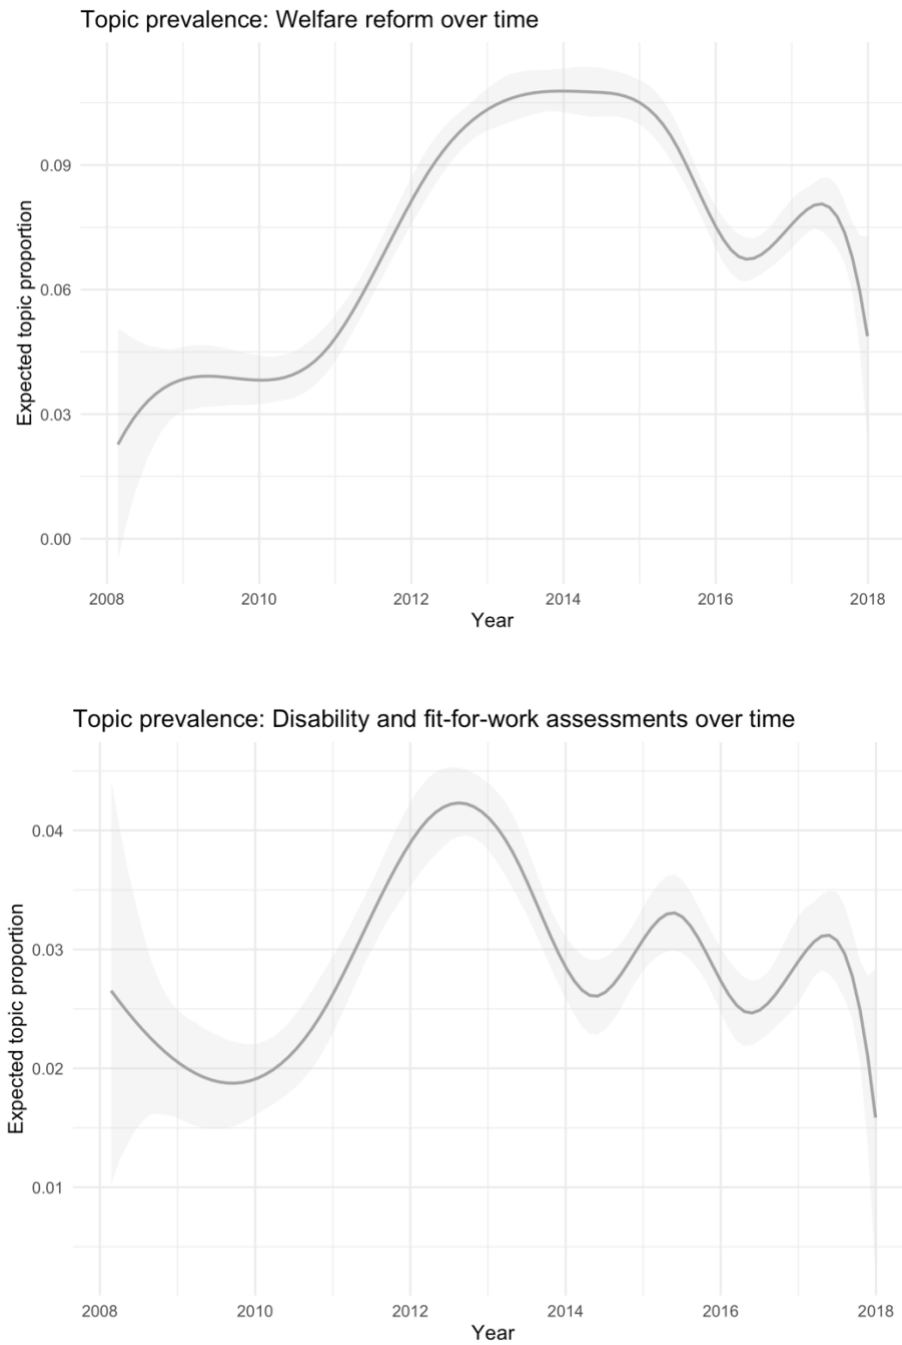 Topic prevalence: Welfare reform over time
Expected topic proportion
0.09
0.06
0.03
0.00
2008 2010 2012 2014 2016 2018
Year
Topic prevalence: Disability and fit-for-work assessments over time
Expected topic proportion
0.04
0.03
0.02
0.01
2008 2010 2012 2014 2016 2018
Year